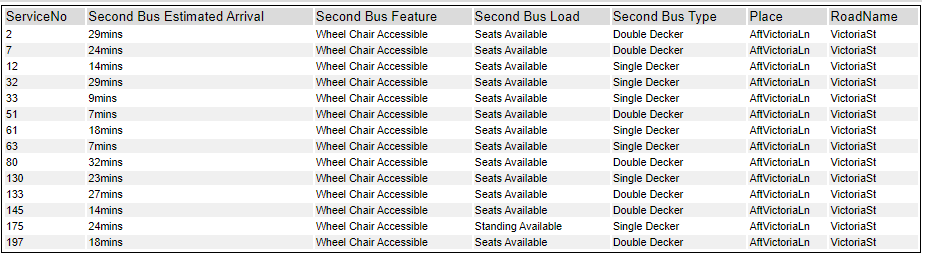 ServiceNo Second Bus Estimated Arrival Second Bus Feature Second Bus Load Second Bus Type Place RoadName
2 29mins Wheel Chair Accessible Seats Available Double Decker AftVictoriaLn VictoriaSt
7 24mins Wheel Chair Accessible Seats Available Double Decker AftVictoriaLn VictoriaSt
12 14mins Wheel Chair Accessible Seats Available Single Decker AftVictoriaLn VictoriaSt
32 29mins Wheel Chair Accessible Seats Available Single Decker AftVictoriaLn VictoriaSt
33 9mins Wheel Chair Accessible Seats Available Single Decker AftVictoriaLn VictoriaSt
51 7mins Wheel Chair Accessible Seats Available Double Decker AftVictoriaLn VictoriaSt
61 18mins Wheel Chair Accessible Seats Available Single Decker AftVictoriaLn VictoriaSt
63 7mins Wheel Chair Accessible Seats Available Single Decker AftVictoriaLn VictoriaSt
80 32mins Wheel Chair Accessible Seats Available Double Decker AftVictoriaLn VictoriaSt
130 23mins Wheel Chair Accessible Seats Available Single Decker AftVictoriaLn VictoriaSt
133 27mins Wheel Chair Accessible Seats Available Double Decker AftVictoriaLn VictoriaSt
145 14mins Wheel Chair Accessible Seats Available Double Decker AftVictoriaLn VictoriaSt
175 24mins Wheel Chair Accessible Standing Available Single Decker AftVictoriaLn VictoriaSt
197 18mins Wheel Chair Accessible Seats Available Double Decker AftVictoriaLn VictoriaSt